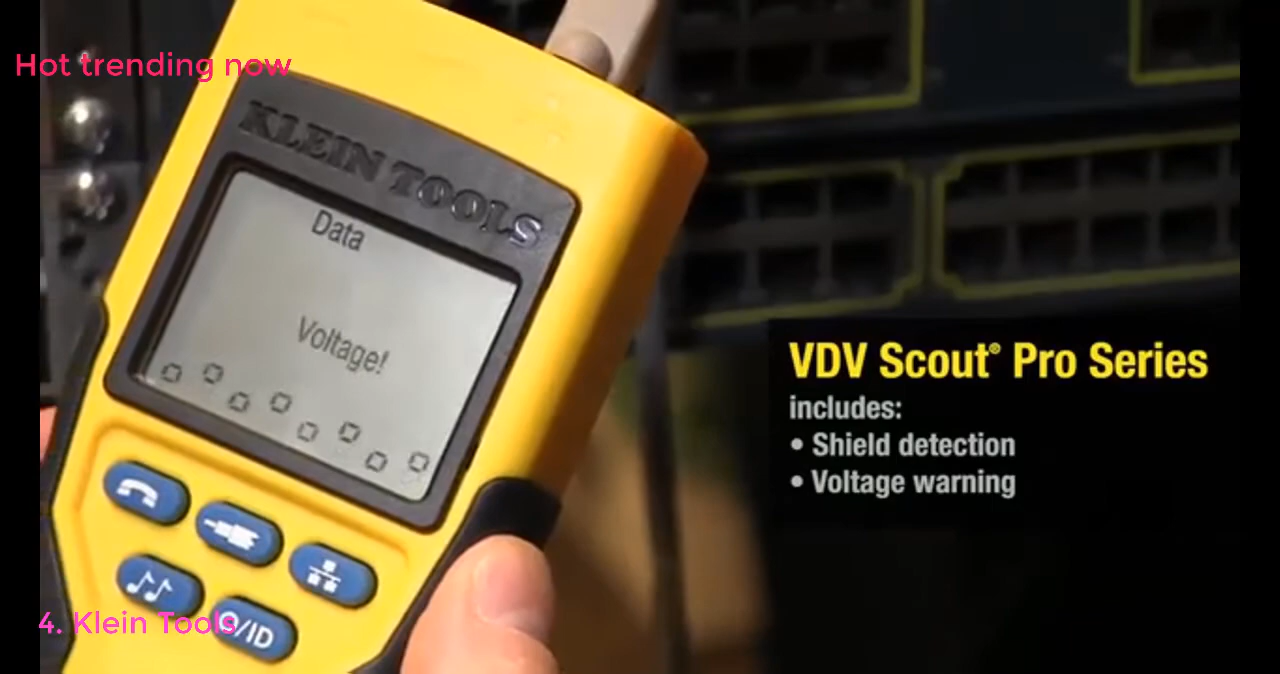 Hot trending now
KLEIN TOOLS
Data
Voltage!
VDV Scout® Pro Series
includes:
• Shield detection
• Voltage warning
4. Klein Tools
/ID